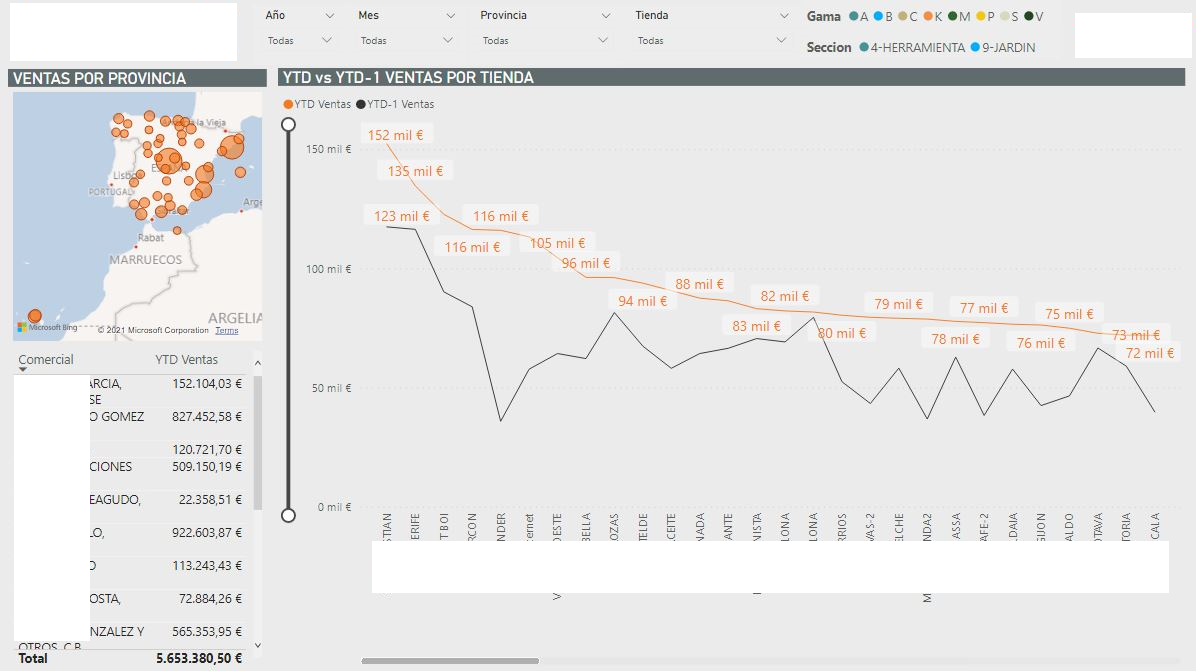 Año Mes Provincia Tienda
Todas Todas Todas Todas
Gama A B C K M P S V
Seccion 4-HERRAMIENTA 9-JARDIN
VENTAS POR PROVINCIA
la Vieja
Lisbo
PORTUGAL
Gibraltar
Arge
Rabat
MARRUECOS
ARGELIA
Microsoft Bing
© 2021 Microsoft Corporation Terms
Comercial YTD Ventas
ARCIA, 152.104,03 €
SE
O GOMEZ 827.452,58 €
120.721,70 €
CIONES 509.150,19 €
EAGUDO, 22.358,51 €
LO, 922.603,87 €
O 113.243,43 €
OSTA, 72.884,26 €
NZALEZ Y 565.353,95 €
OTROS, C.B.
Total 5.653.380,50 €
YTD vs YTD-1 VENTAS POR TIENDA
YTD Ventas YTD-1 Ventas
150 mil €
100 mil €
50 mil €
0 mil €
152 mil €
135 mil €
123 mil €
116 mil €
116 mil €
105 mil €
96 mil €
94 mil €
88 mil €
83 mil €
82 mil €
80 mil €
79 mil €
78 mil €
77 mil €
76 mil €
75 mil €
73 mil €
72 mil €
STIAN
ERIFE
T BOI
RCON
NDER
ernet
OESTE
BELLA
OZAS
TELDE
CEITE
NADA
ANTE
NISTA
LONA
LONA
RRIOS
VAS-2
ELCHE
NDA2
ASSA
AFE-2
LDAIA
GIJON
ALDO
OTAVA
TORIA
CALA